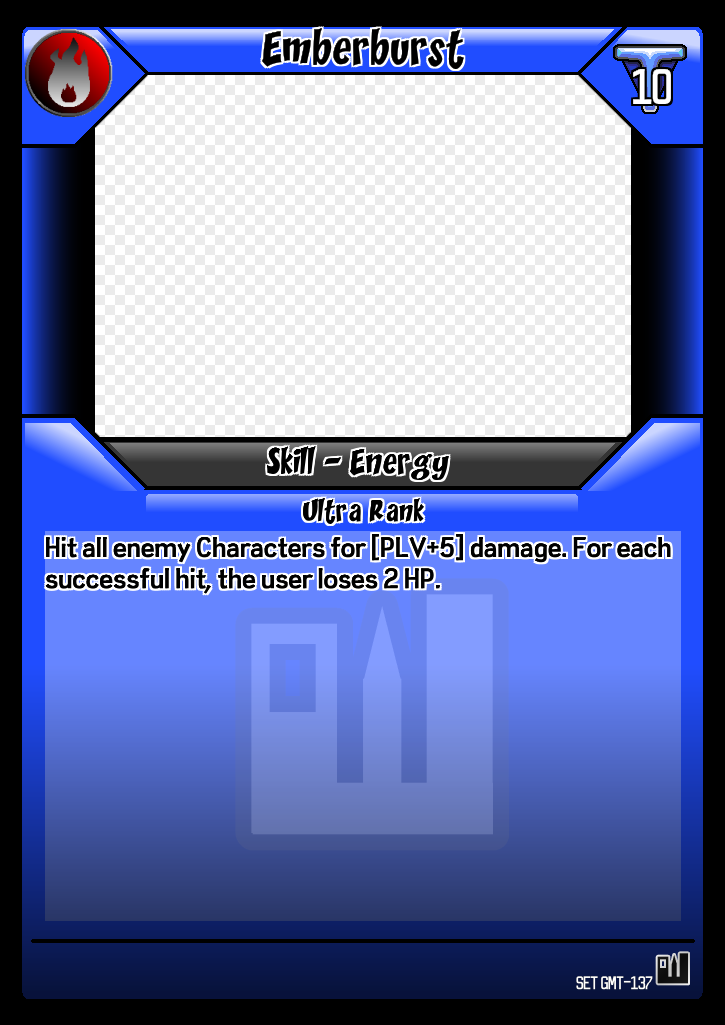 Emberburst
10
Skill - Energy
Ultra Rank
Hit all enemy Characters for [PLV+5] damage. For each
successful hit, the user loses 2 HP.
SET GMT-137